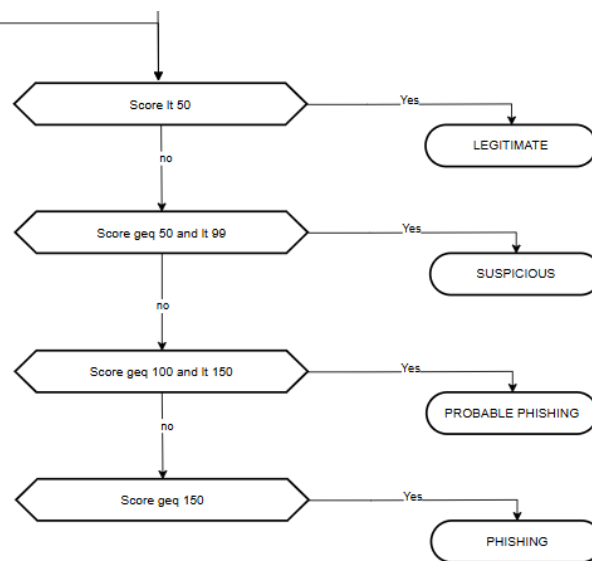 Score lt 50
Yes
LEGITIMATE
no
Score geq 50 and lt 99
Yes
SUSPICIOUS
no
Score geq 100 and lt 150
Yes
PROBABLE PHISHING
no
Score geq 150
Yes
PHISHING